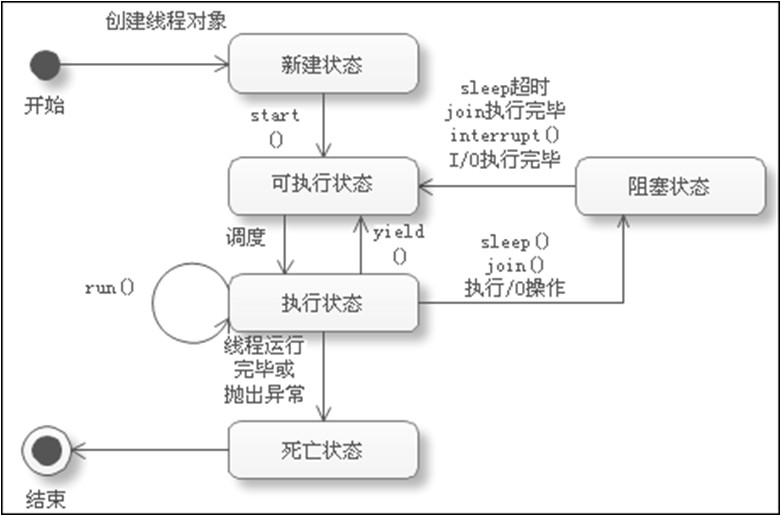 创建线程对象
新建状态
开始
start
()
sleep超时
join执行完毕
interrupt()
I/O执行完毕
可执行状态
阻塞状态
调度
yield
()
sleep()
join()
执行/O操作
run()
执行状态
线程运行
完毕或
抛出异常
死亡状态
结束